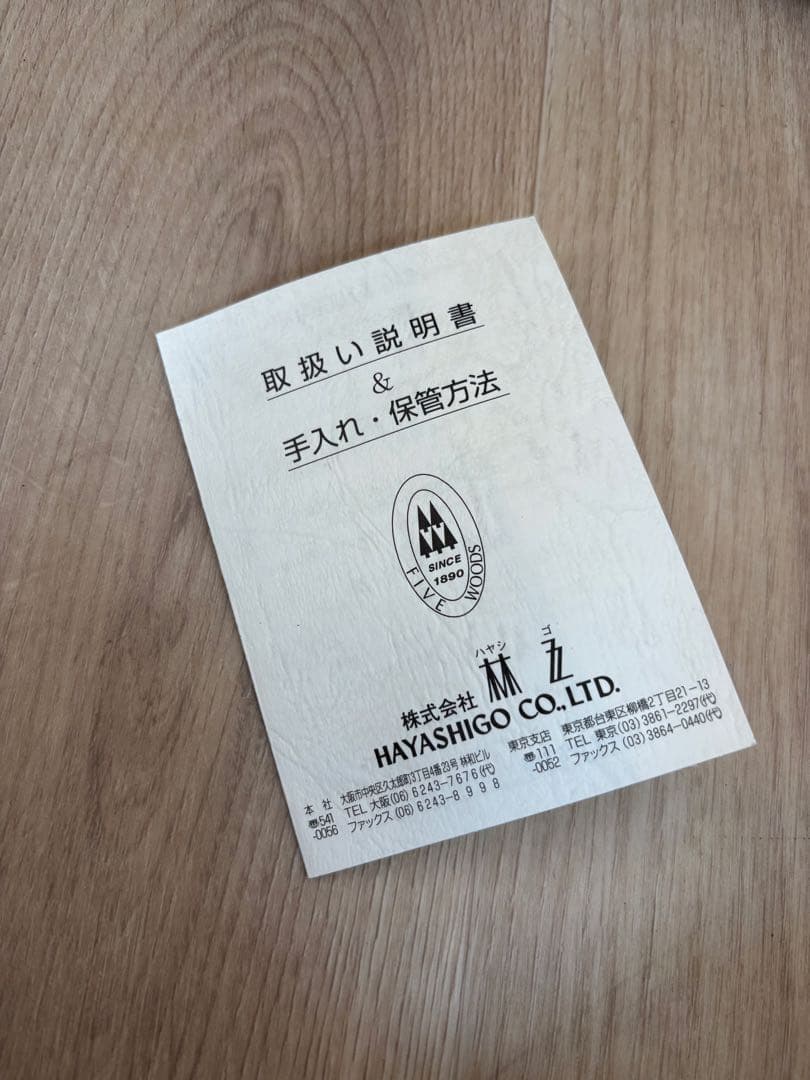 取扱い説明書
&
手入れ・保管方法
SINCE
1890
FIVE WOODS
ハヤシ ゴ
株式会社 林五
HAYASHIGO CO.,LTD.
本社 大阪市中央区久太郎町3丁目4番23号 林和ビル
〠541-0056 TEL 大阪(06) 6243-7676(代)
ファックス(06) 6243-8998
東京支店 東京都台東区柳橋2丁目21-13
〠111-0052 TEL 東京(03) 3861-2297(代)
ファックス(03) 3864-0440(代)